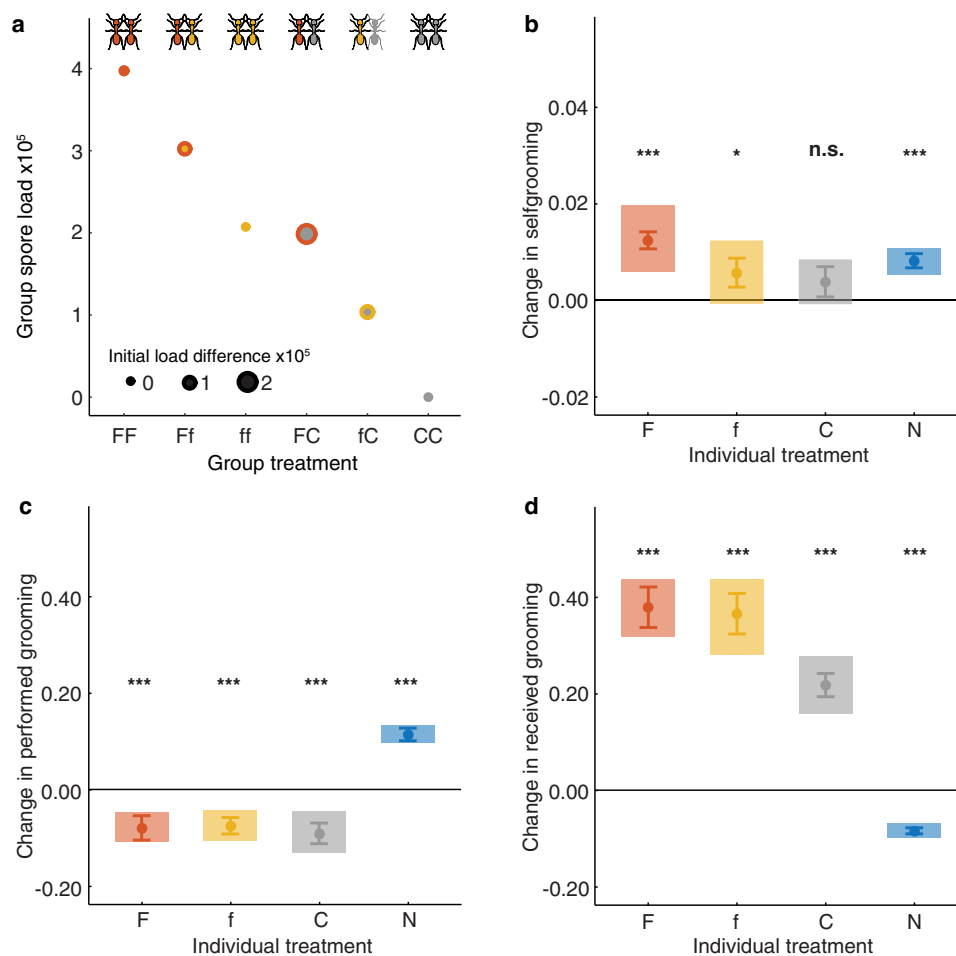 a
Group spore load x10⁵
4
3
2
1
0
Initial load difference x10⁵
0 1 2
FF Ff ff FC fC CC
Group treatment
b
Change in selfgrooming
0.04
0.02
0.00
-0.02
*** * n.s. ***
F f C N
Individual treatment
c
Change in performed grooming
0.40
0.20
0.00
-0.20
*** *** *** ***
F f C N
Individual treatment
d
Change in received grooming
0.40
0.20
0.00
-0.20
*** *** *** ***
F f C N
Individual treatment